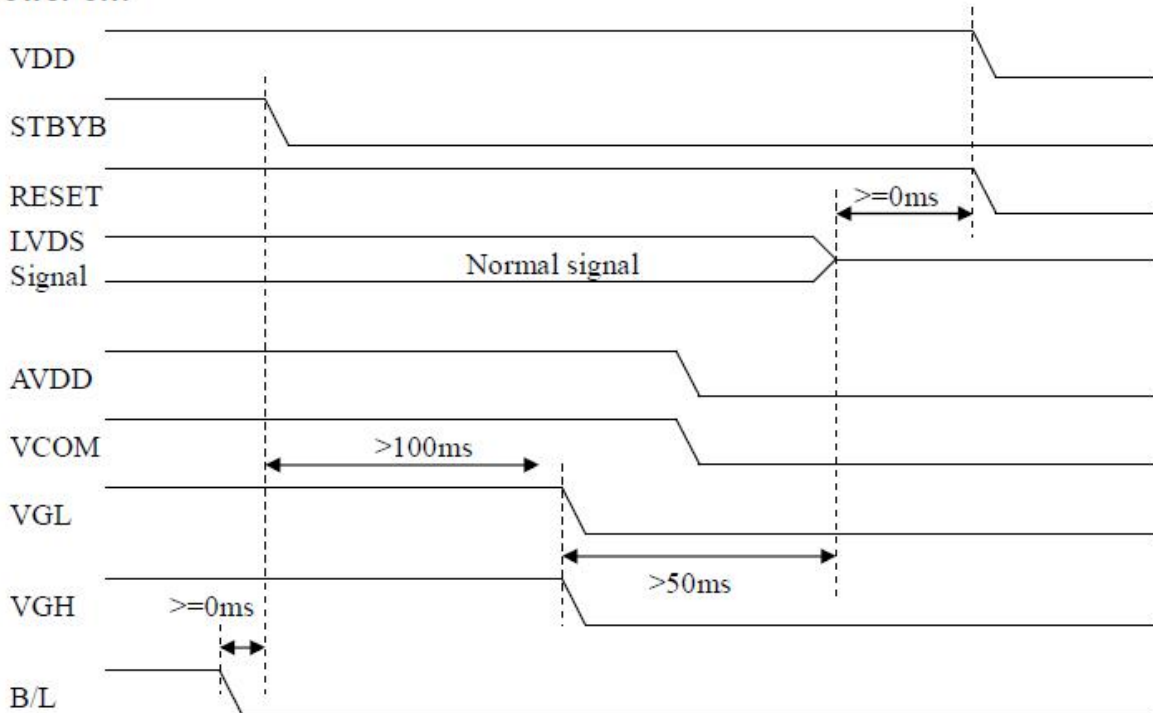 VDD
STBYB
RESET
>=0ms
LVDS
Signal
Normal signal
AVDD
VCOM
>100ms
VGL
>50ms
VGH
>=0ms
B/L